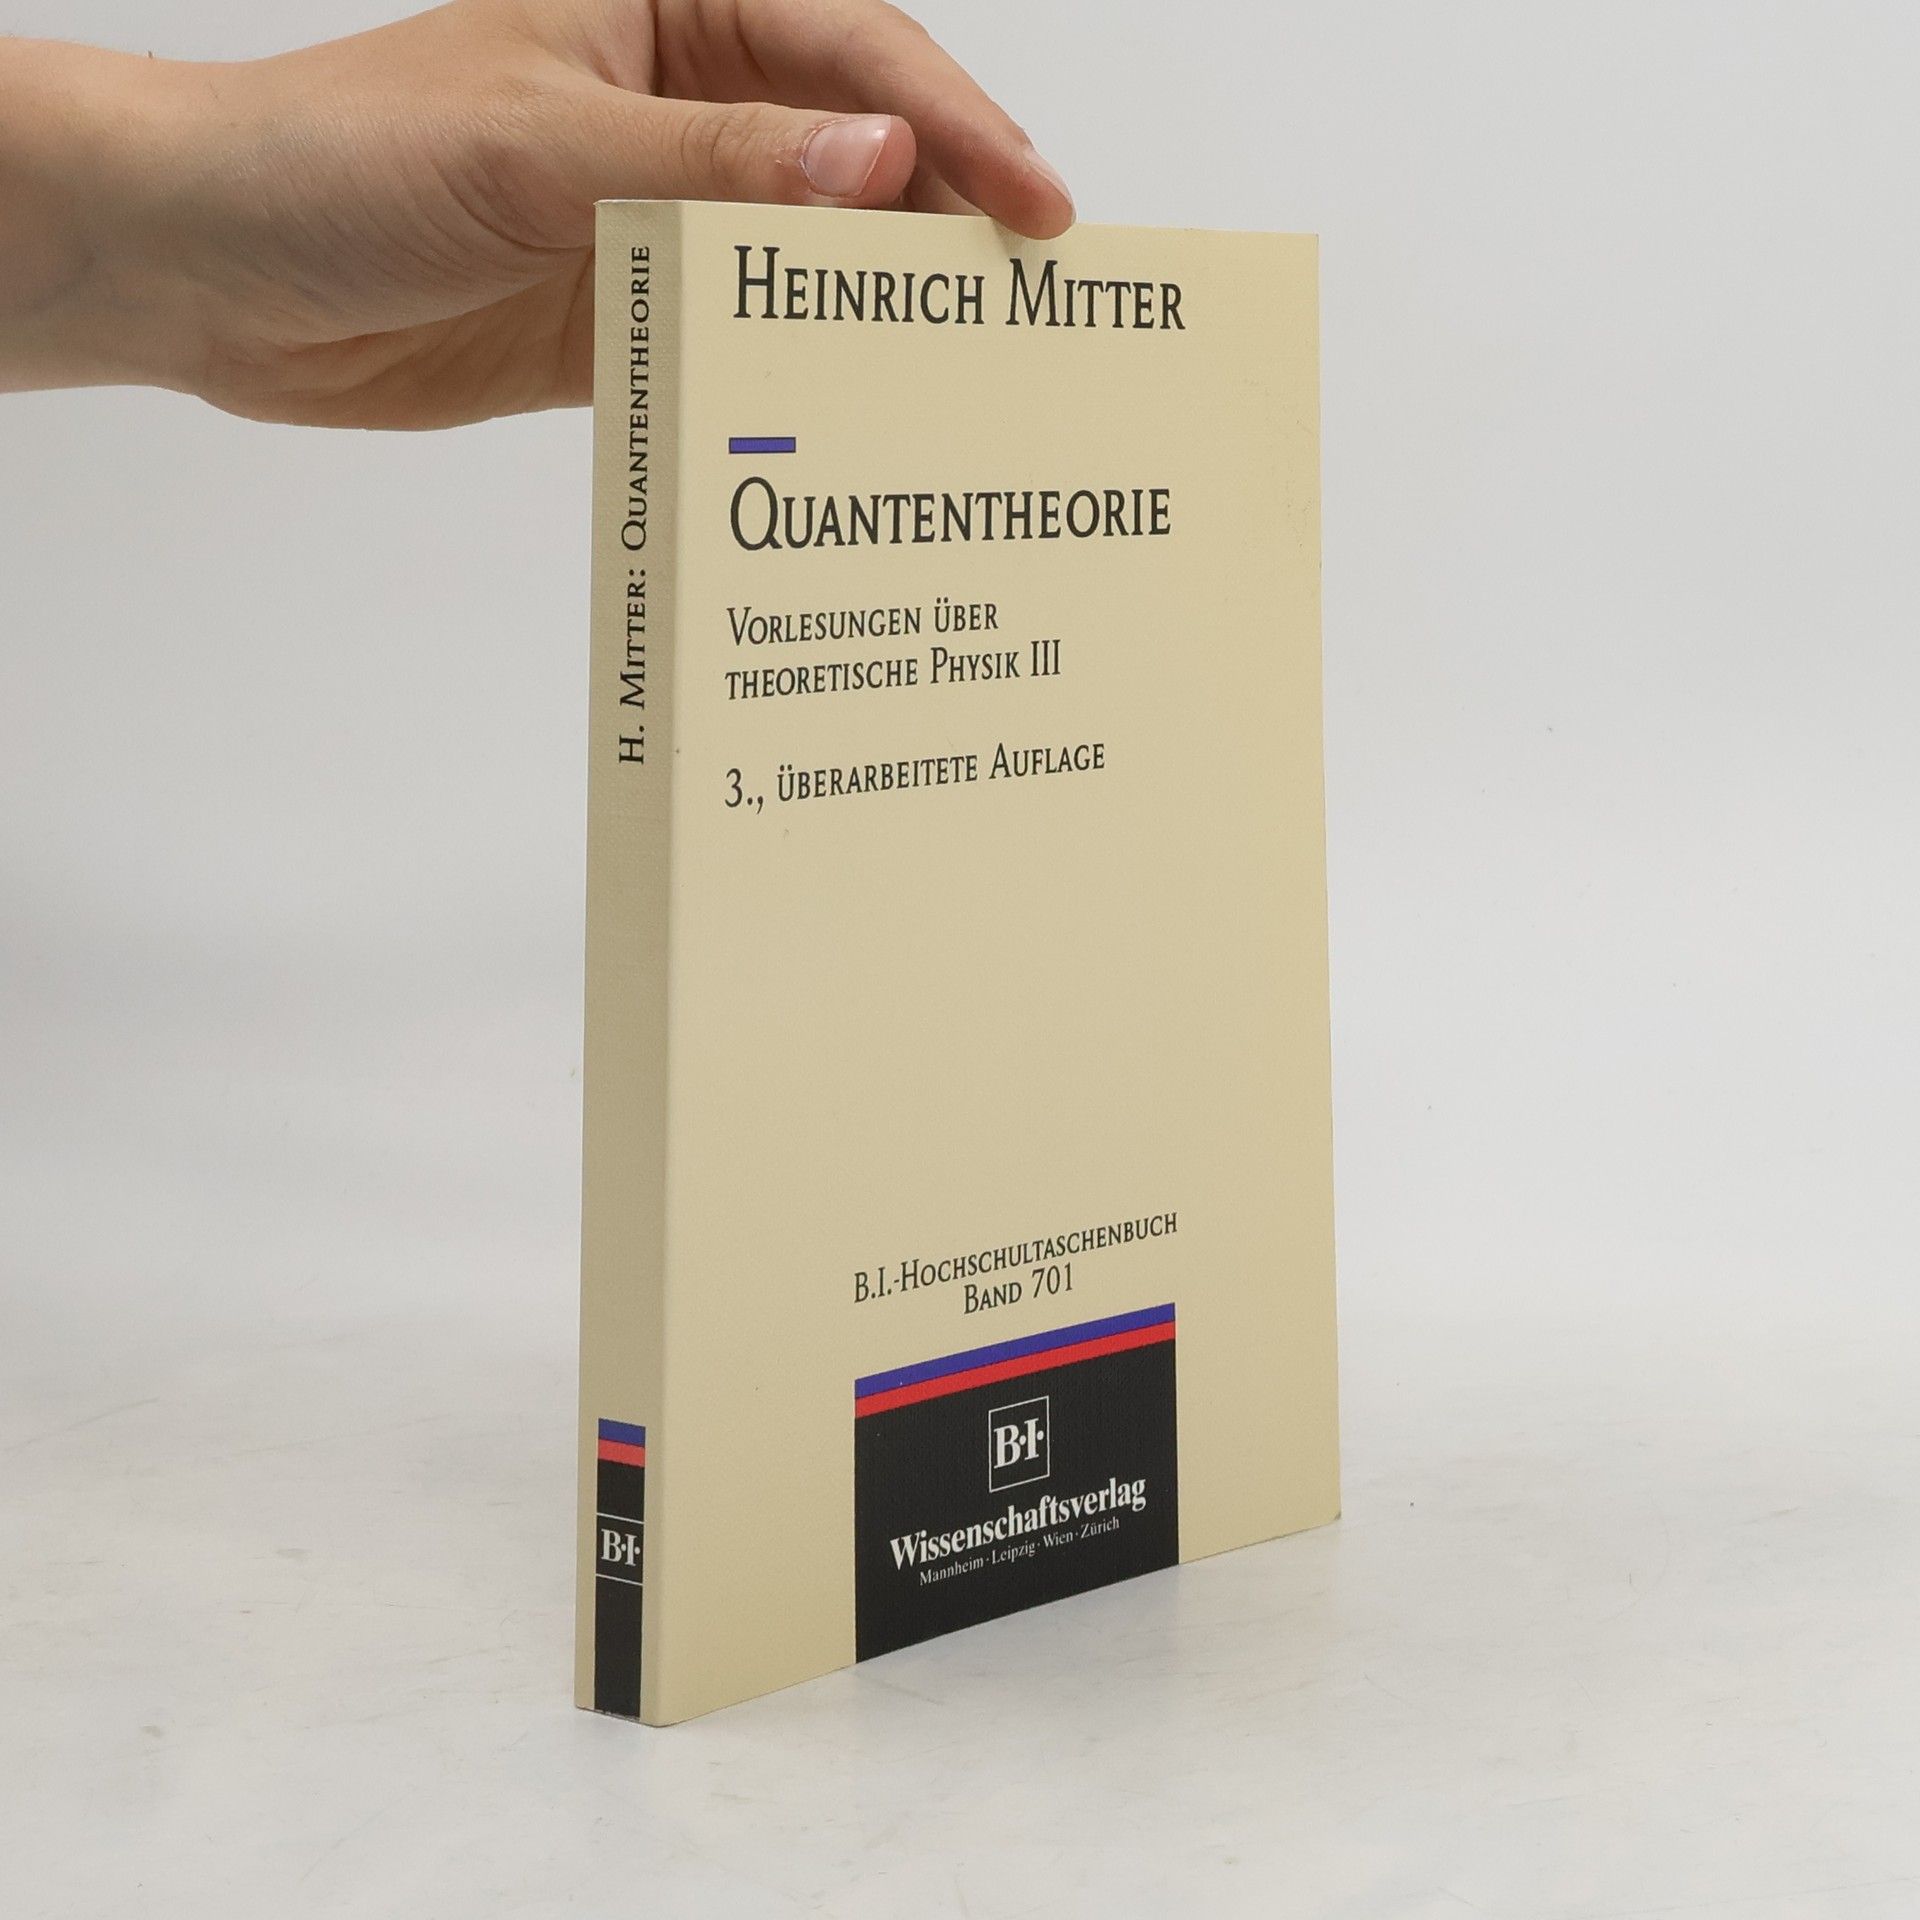 H. Mitter: Quantentheorie
Heinrich Mitter
Quantentheorie
Vorlesungen über
theoretische Physik III
3., überarbeitete Auflage
B.I.-Hochschultaschenbuch
Band 701
B·I·
Wissenschaftsverlag
Mannheim · Leipzig · Wien · Zürich
B·I·